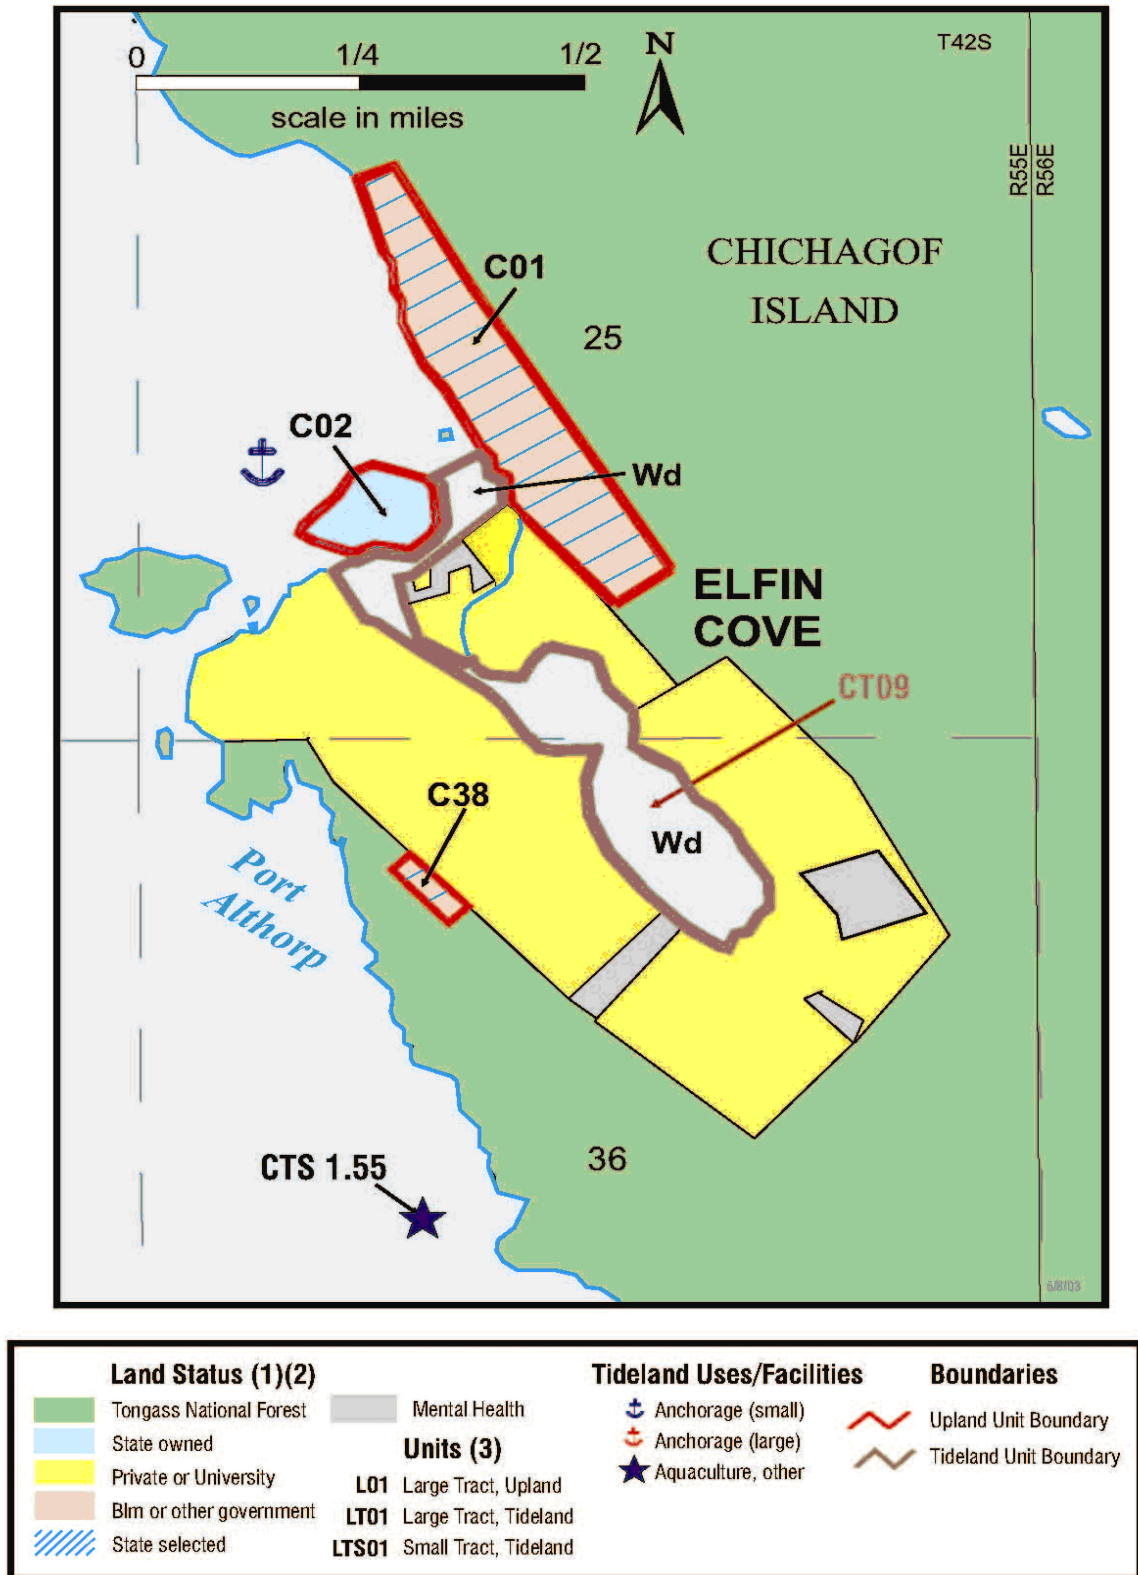 0 1/4 1/2
scale in miles
N
T42S
R55E
R56E
CHICHAGOF
ISLAND
C01
25
C02
Wd
ELFIN
COVE
CT09
C38
Wd
Port
Althorp
36
CTS 1.55
5/8/03
Land Status (1)(2)
Tongass National Forest
State owned
Private or University
Blm or other government
State selected
Mental Health
Units (3)
L01 Large Tract, Upland
LT01 Large Tract, Tideland
LTS01 Small Tract, Tideland
Tideland Uses/Facilities
Anchorage (small)
Anchorage (large)
Aquaculture, other
Boundaries
Upland Unit Boundary
Tideland Unit Boundary